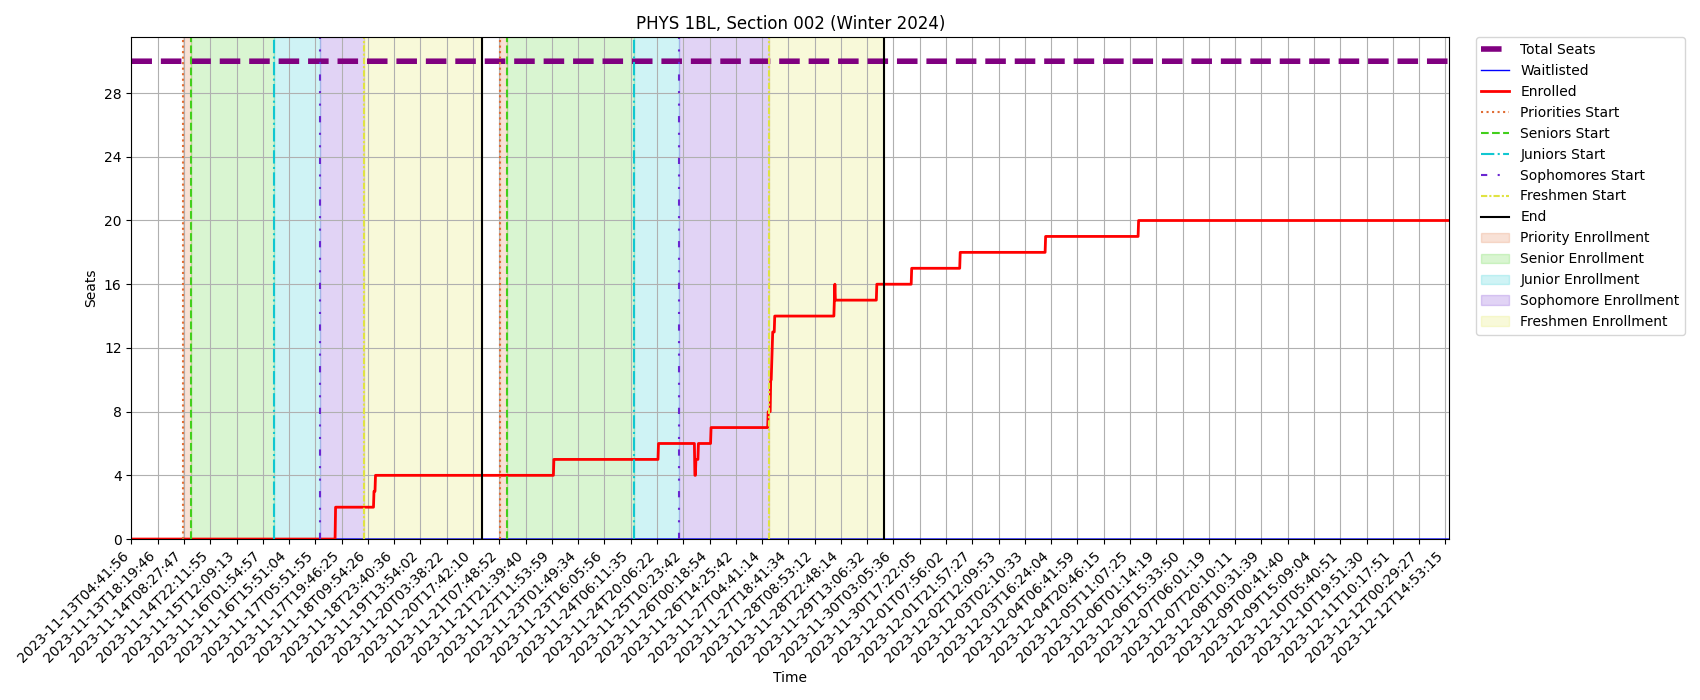 PHYS 1BL, Section 002 (Winter 2024)
Seats
28
24
20
16
12
8
4
0
2023-11-13T04:41:56
2023-11-13T18:19:46
2023-11-14T08:27:47
2023-11-14T22:11:55
2023-11-15T12:09:13
2023-11-16T01:54:57
2023-11-16T15:51:04
2023-11-17T05:51:55
2023-11-17T19:46:25
2023-11-18T09:54:26
2023-11-18T23:40:36
2023-11-19T13:54:02
2023-11-20T03:38:22
2023-11-20T17:42:10
2023-11-21T07:48:52
2023-11-21T21:39:40
2023-11-22T11:53:59
2023-11-23T01:49:34
2023-11-23T16:05:56
2023-11-24T06:11:35
2023-11-24T20:06:22
2023-11-25T10:23:42
2023-11-26T00:18:54
2023-11-26T14:25:42
2023-11-27T04:41:14
2023-11-27T18:41:34
2023-11-28T08:53:12
2023-11-28T22:48:14
2023-11-29T13:06:32
2023-11-30T03:05:36
2023-11-30T17:22:05
2023-12-01T07:56:02
2023-12-01T21:57:27
2023-12-02T12:09:53
2023-12-03T02:10:33
2023-12-03T16:24:04
2023-12-04T06:41:59
2023-12-04T20:46:15
2023-12-05T11:07:25
2023-12-06T01:14:19
2023-12-06T15:33:50
2023-12-07T06:01:19
2023-12-07T20:10:11
2023-12-08T10:31:39
2023-12-09T00:41:40
2023-12-09T15:09:04
2023-12-10T05:40:51
2023-12-10T19:51:30
2023-12-11T10:17:51
2023-12-12T00:29:27
2023-12-12T14:53:15
Time
Total Seats
Waitlisted
Enrolled
Priorities Start
Seniors Start
Juniors Start
Sophomores Start
Freshmen Start
End
Priority Enrollment
Senior Enrollment
Junior Enrollment
Sophomore Enrollment
Freshmen Enrollment